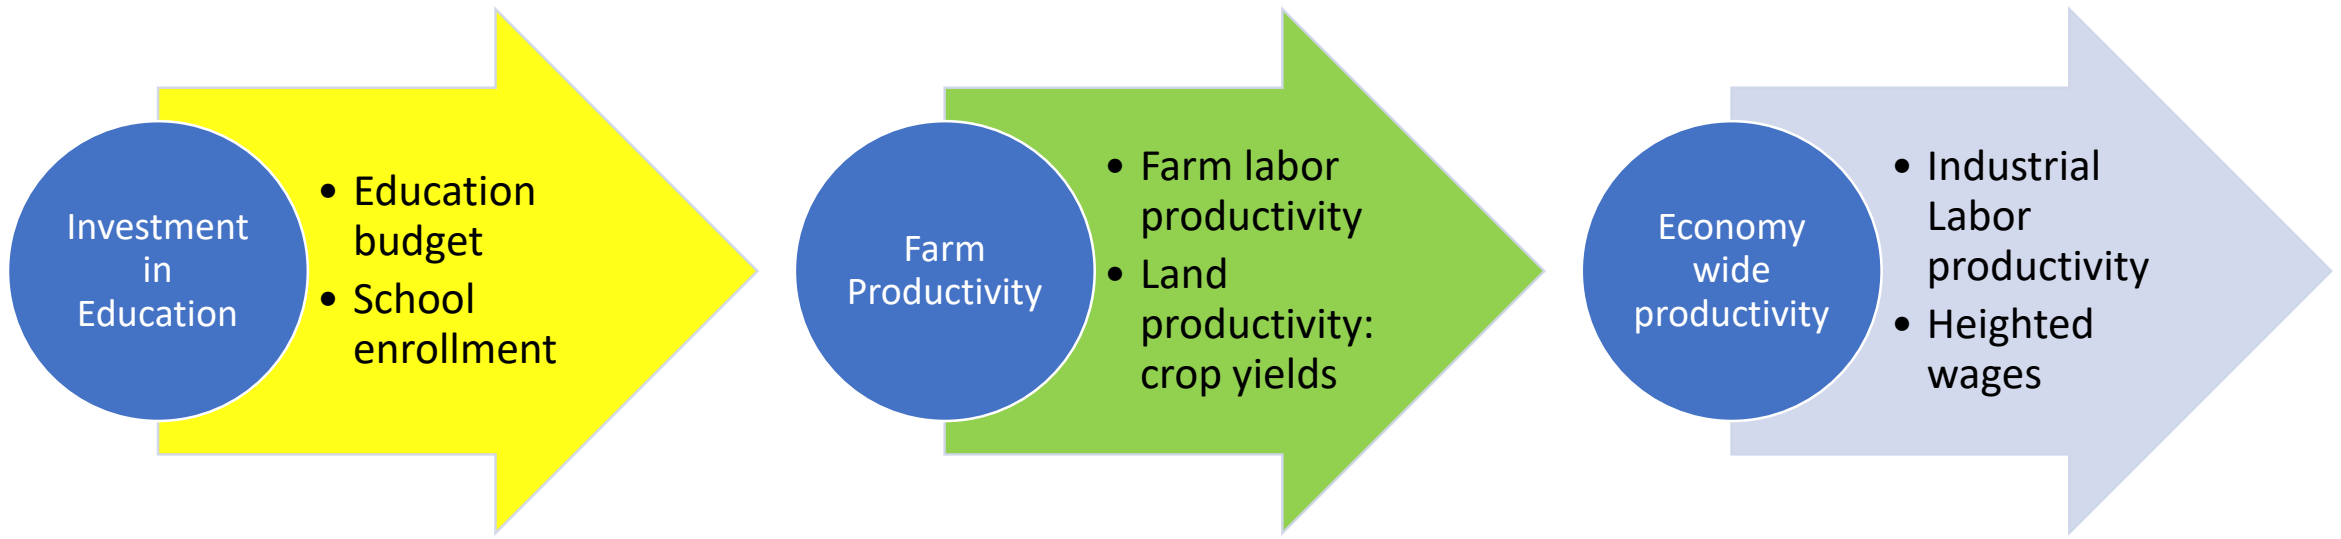 Investment
in
Education
• Education
budget
• School
enrollment
Farm
Productivity
• Farm labor
productivity
• Land
productivity:
crop yields
Economy
wide
productivity
• Industrial
Labor
productivity
• Heighted
wages